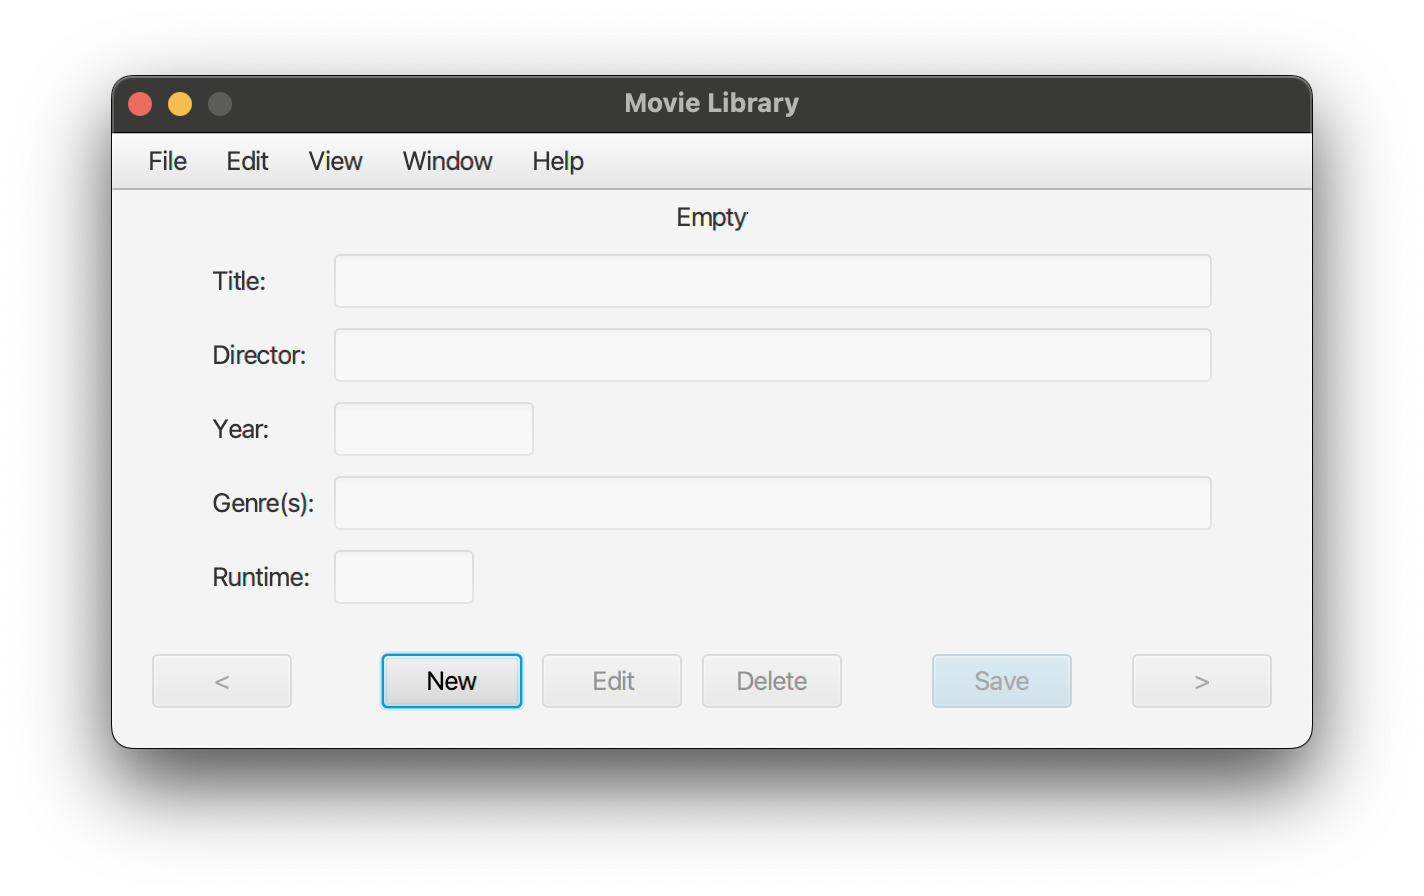 Movie Library
File Edit View Window Help
Empty
Title:
Director:
Year:
Genre(s):
Runtime:
< New Edit Delete Save >